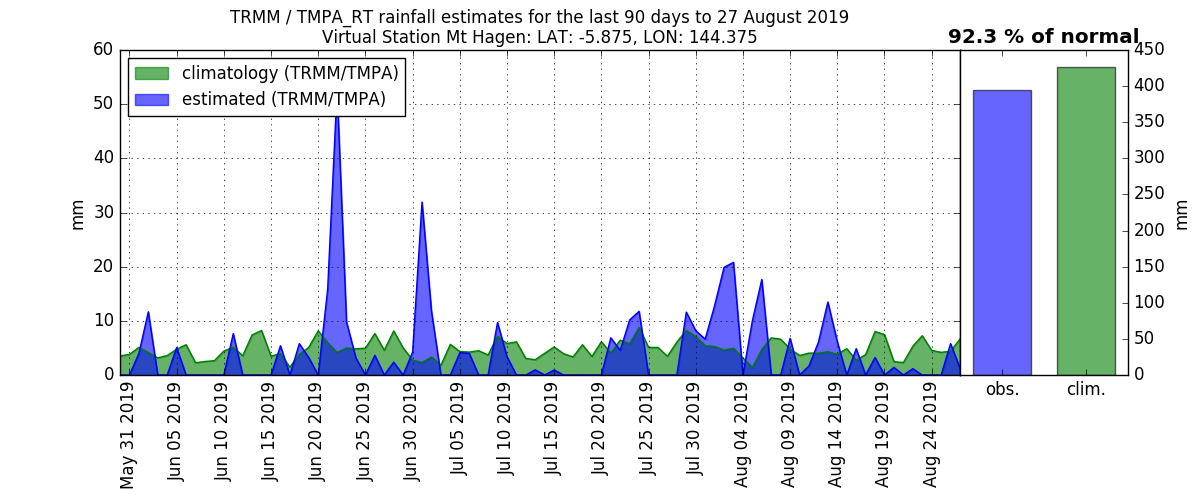 TRMM / TMPA_RT rainfall estimates for the last 90 days to 27 August 2019
Virtual Station Mt Hagen: LAT: -5.875, LON: 144.375
92.3 % of normal
climatology (TRMM/TMPA)
estimated (TRMM/TMPA)
60
50
40
30
20
10
0
mm
May 31 2019
Jun 05 2019
Jun 10 2019
Jun 15 2019
Jun 20 2019
Jun 25 2019
Jun 30 2019
Jul 05 2019
Jul 10 2019
Jul 15 2019
Jul 20 2019
Jul 25 2019
Jul 30 2019
Aug 04 2019
Aug 09 2019
Aug 14 2019
Aug 19 2019
Aug 24 2019
obs.
clim.
450
400
350
300
250
200
150
100
50
0
mm